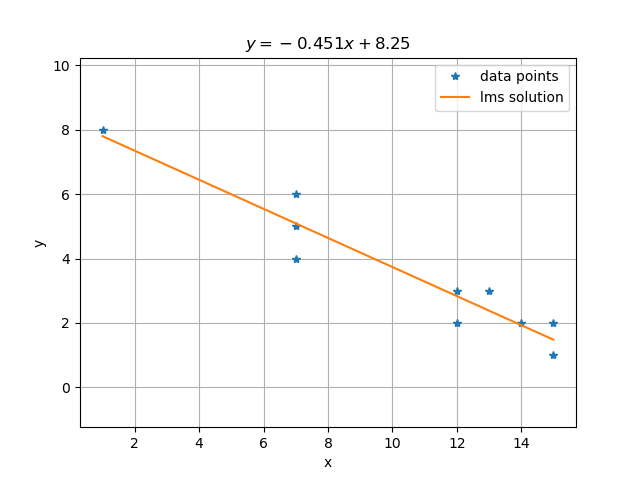 y = − 0.451x + 8.25
data points
lms solution
10
8
6
4
2
0
y
2 4 6 8 10 12 14
x